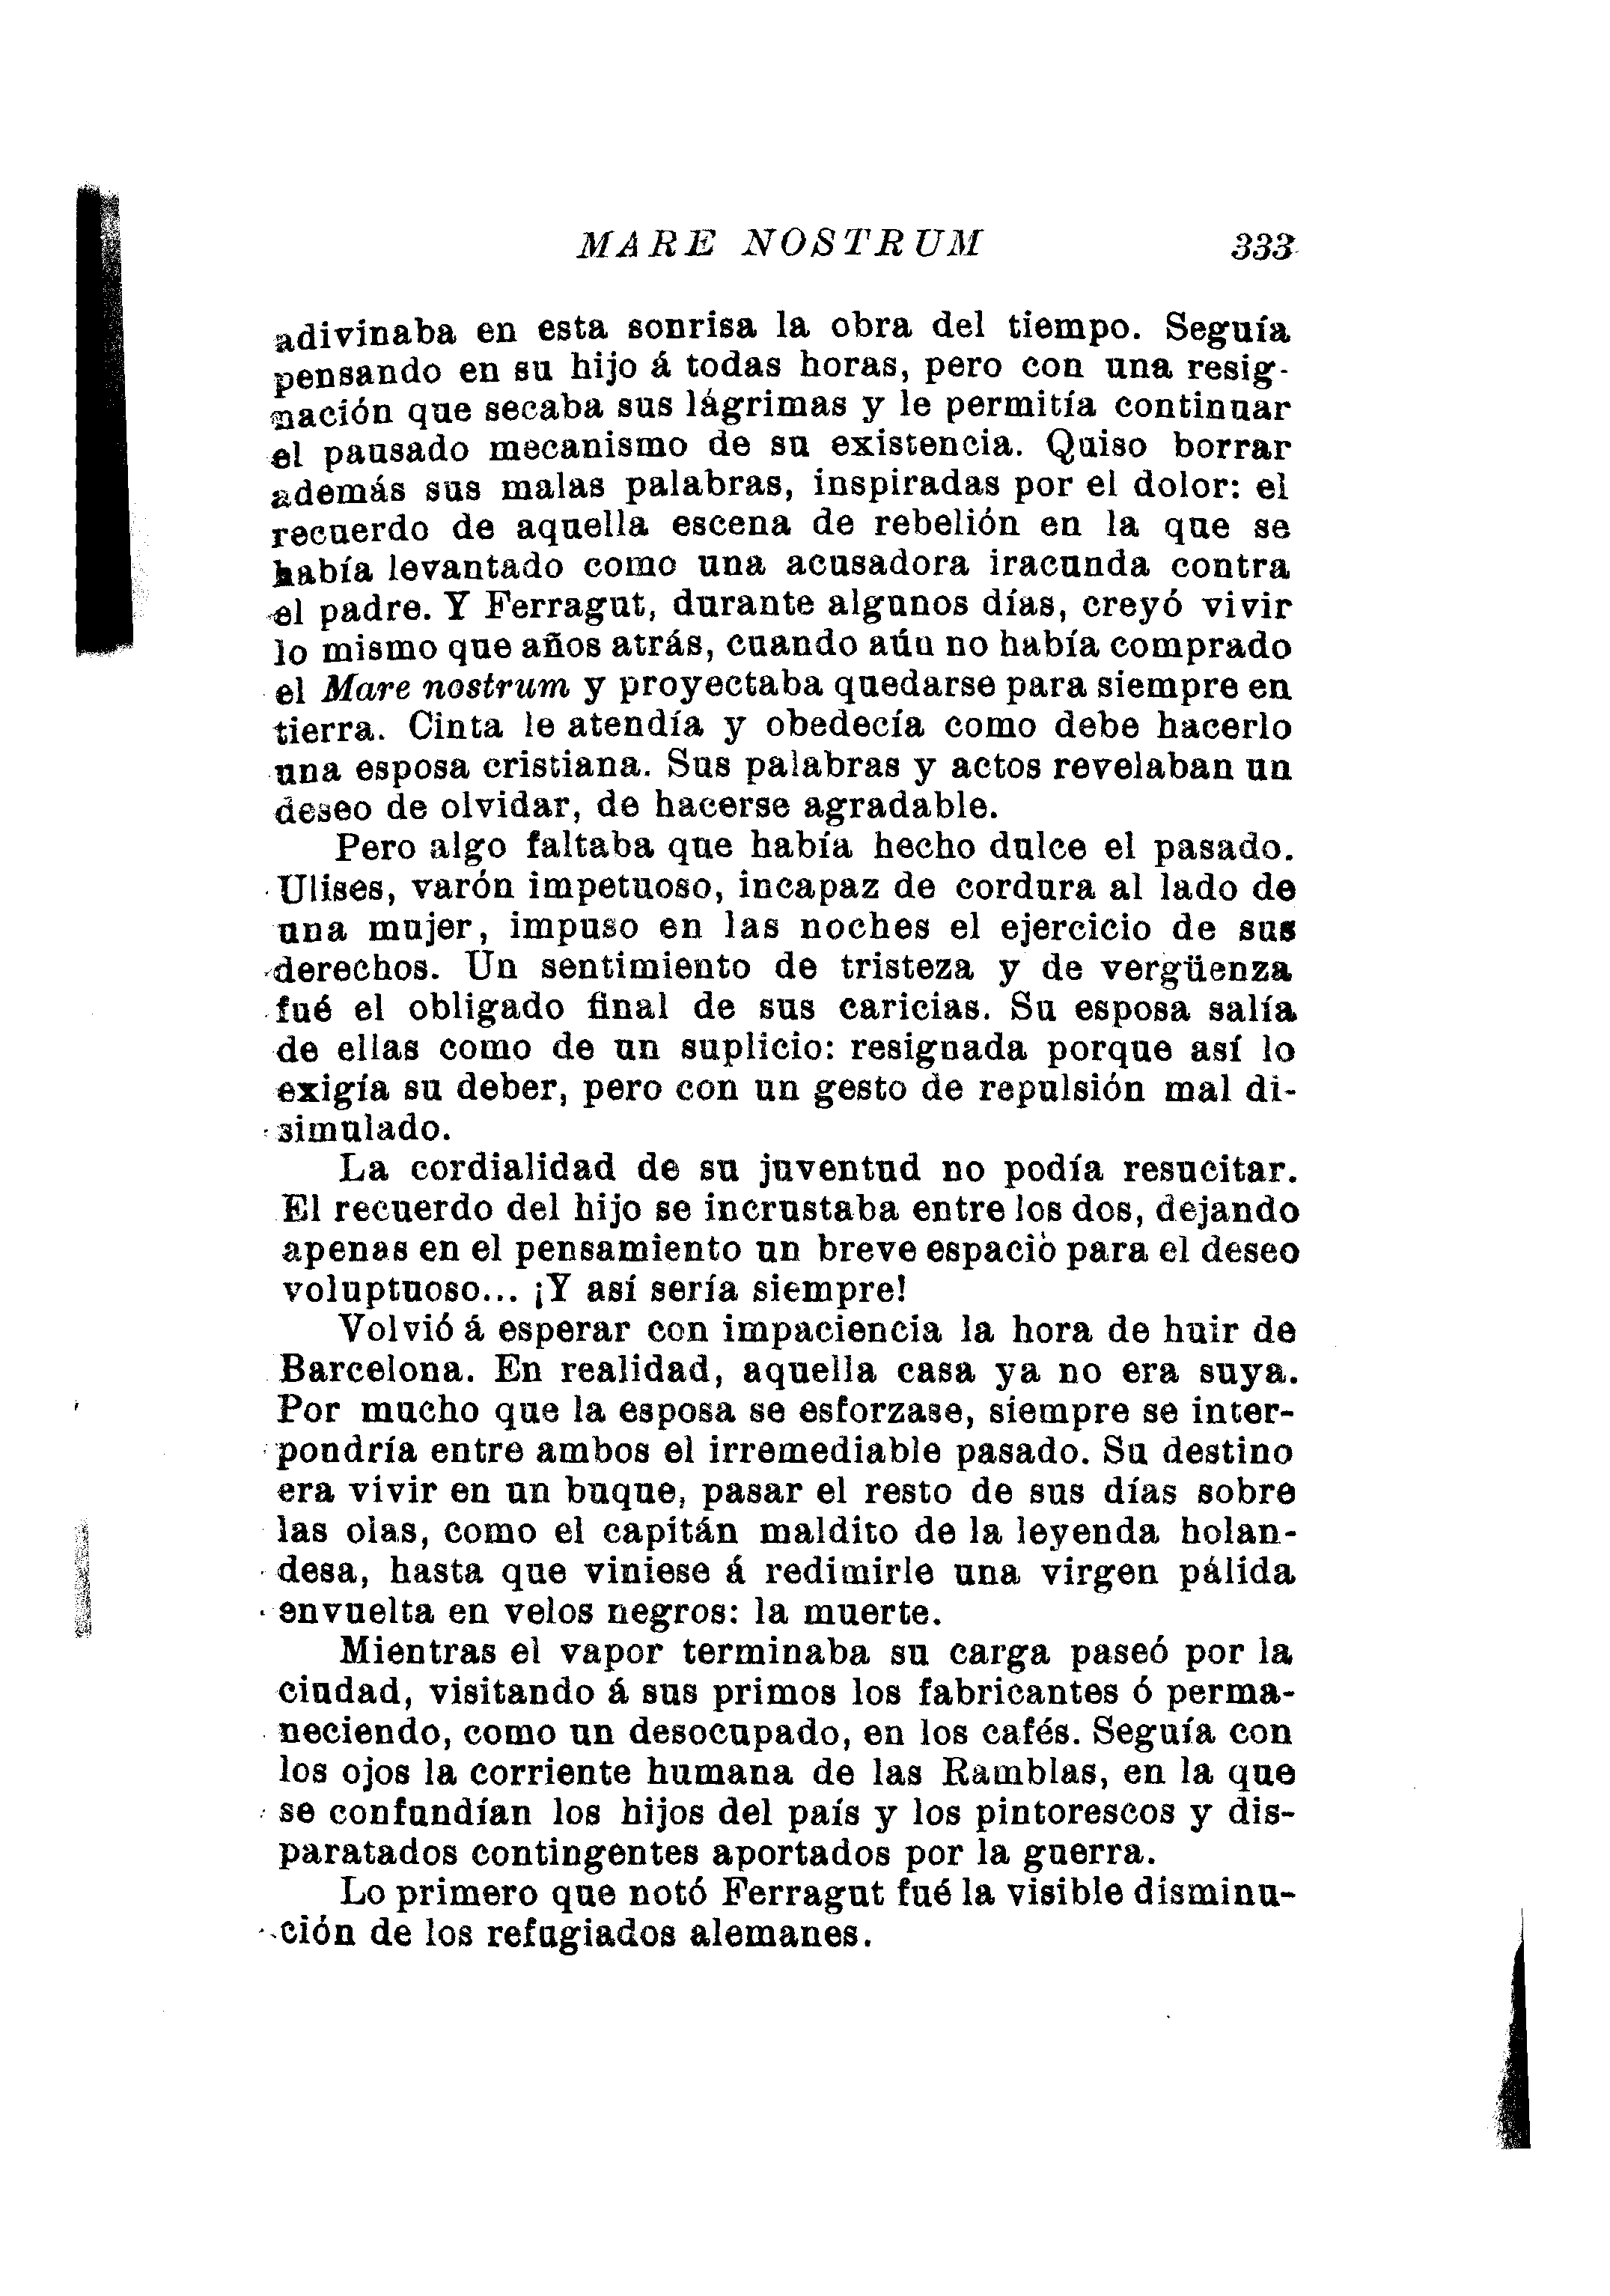 MARE NOSTRUM 333
adivinaba en esta sonrisa la obra del tiempo. Seguía
pensando en su hijo á todas horas, pero con una resig-
nación que secaba sus lágrimas y le permitía continuar
el pausado mecanismo de su existencia. Quiso borrar
además sus malas palabras, inspiradas por el dolor: el
recuerdo de aquella escena de rebelión en la que se
había levantado como una acusadora iracunda contra
el padre. Y Ferragut, durante algunos días, creyó vivir
lo mismo que años atrás, cuando aún no había comprado
el Mare nostrum y proyectaba quedarse para siempre en
tierra. Cinta le atendía y obedecía como debe hacerlo
una esposa cristiana. Sus palabras y actos revelaban un
deseo de olvidar, de hacerse agradable.
Pero algo faltaba que había hecho dulce el pasado.
Ulises, varón impetuoso, incapaz de cordura al lado de
una mujer, impuso en las noches el ejercicio de sus
derechos. Un sentimiento de tristeza y de vergüenza
fué el obligado final de sus caricias. Su esposa salía
de ellas como de un suplicio: resignada porque así lo
exigía su deber, pero con un gesto de repulsión mal di-
simulado.
La cordialidad de su juventud no podía resucitar.
El recuerdo del hijo se incrustaba entre los dos, dejando
apenas en el pensamiento un breve espacio para el deseo
voluptuoso... ¡Y así sería siempre!
Volvió á esperar con impaciencia la hora de huir de
Barcelona. En realidad, aquella casa ya no era suya.
Por mucho que la esposa se esforzase, siempre se inter-
pondría entre ambos el irremediable pasado. Su destino
era vivir en un buque, pasar el resto de sus días sobre
las olas, como el capitán maldito de la leyenda holan-
desa, hasta que viniese á redimirle una virgen pálida
envuelta en velos negros: la muerte.
Mientras el vapor terminaba su carga paseó por la
ciudad, visitando á sus primos los fabricantes ó perma-
neciendo, como un desocupado, en los cafés. Seguía con
los ojos la corriente humana de las Ramblas, en la que
se confundían los hijos del país y los pintorescos y dis-
paratados contingentes aportados por la guerra.
Lo primero que notó Ferragut fué la visible disminu-
ción de los refugiados alemanes.